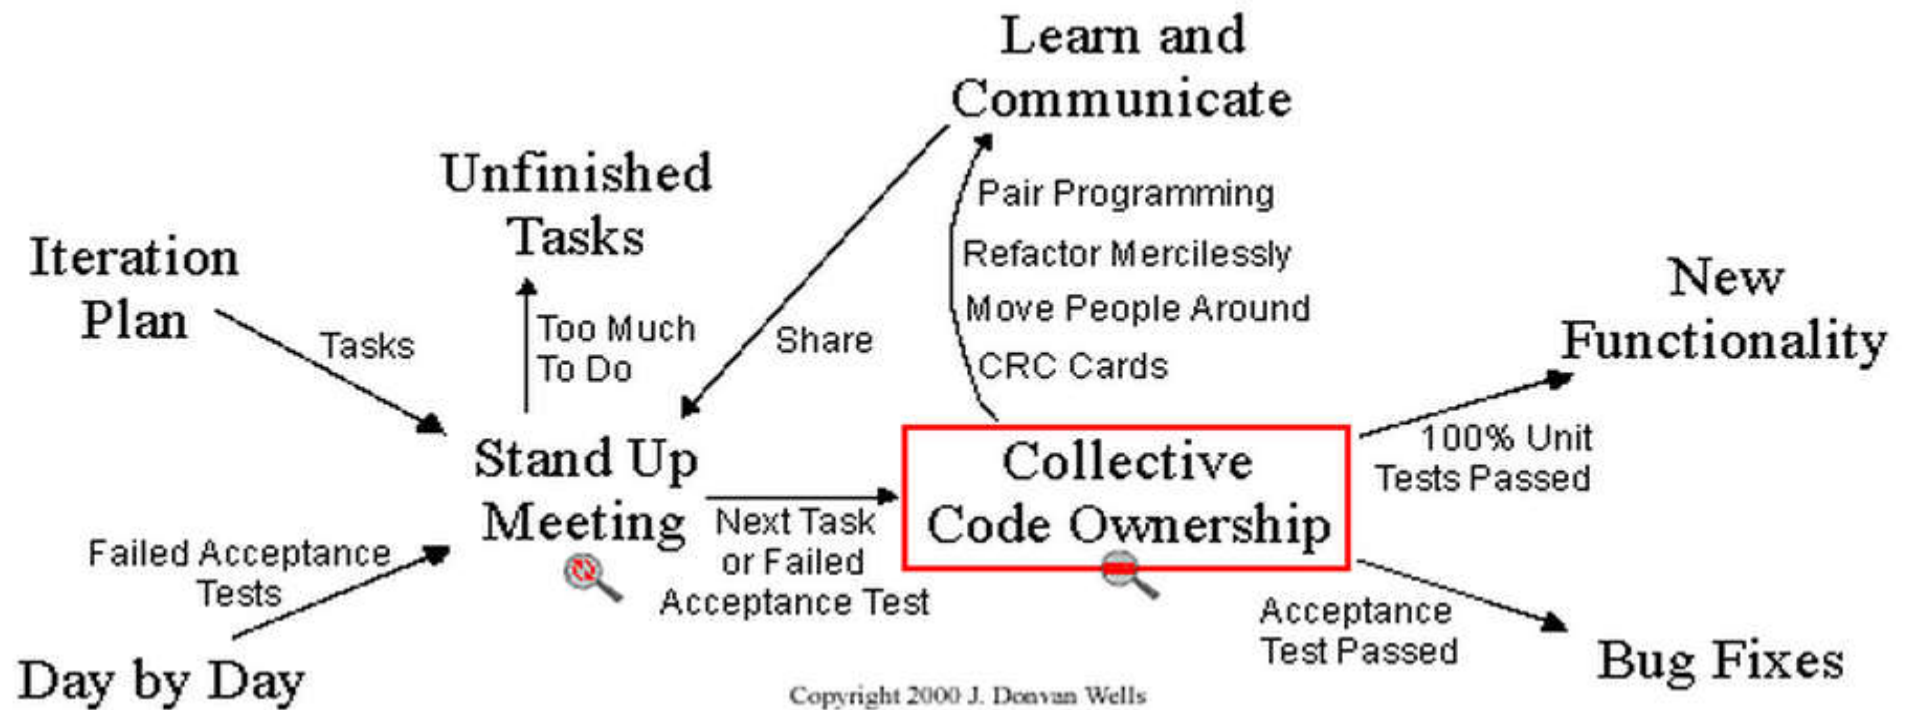 Learn and
Communicate
Unfinished
Tasks
Pair Programming
Refactor Mercilessly
Move People Around
CRC Cards
Iteration
Plan
Tasks
Too Much
To Do
Share
New
Functionality
Stand Up
Meeting
Next Task
or Failed
Acceptance Test
Collective
Code Ownership
100% Unit
Tests Passed
Failed Acceptance
Tests
Day by Day
Acceptance
Test Passed
Bug Fixes
Copyright 2000 J. Donvan Wells